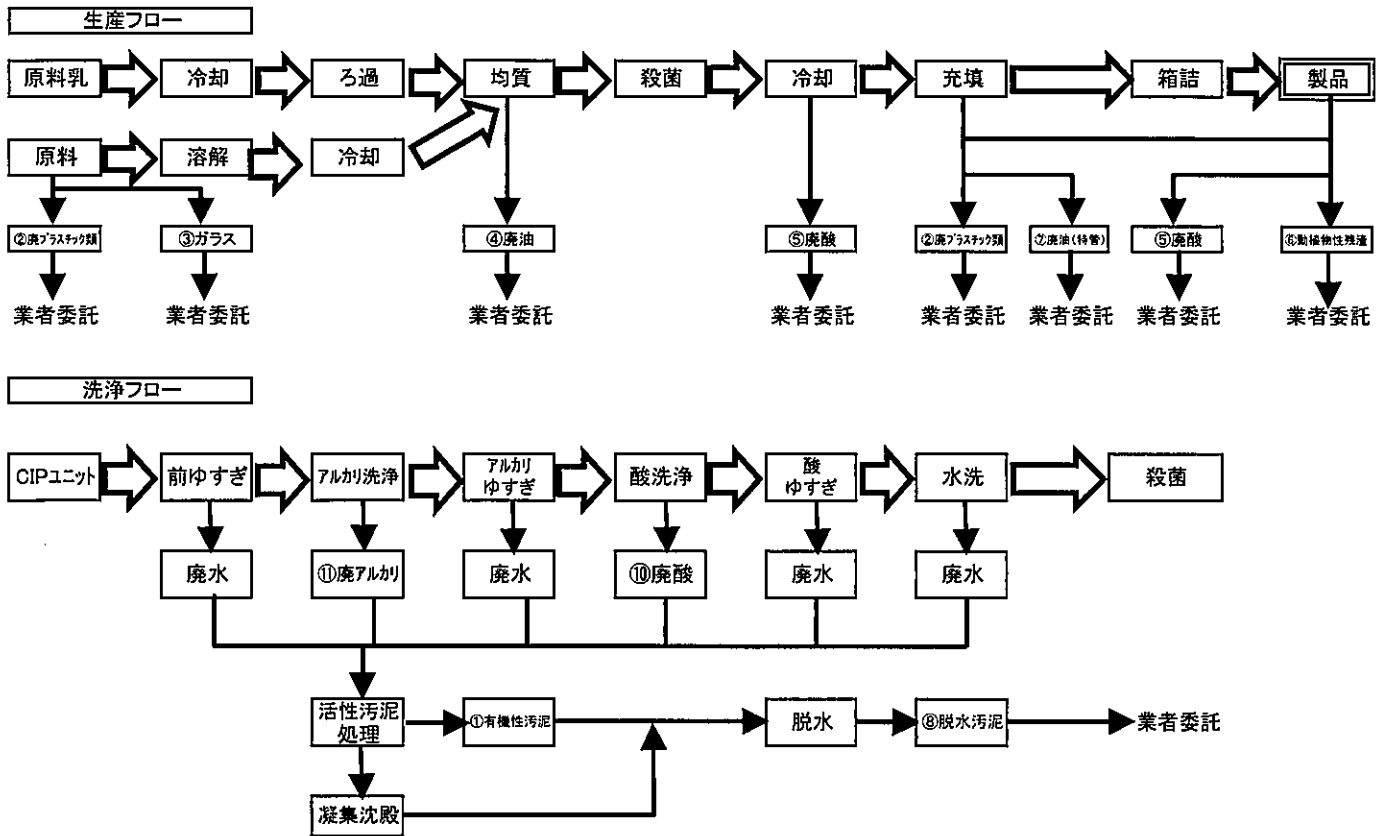 生産フロー
原料乳
冷却
ろ過
均質
殺菌
冷却
充填
箱詰
製品
原料
溶解
冷却
②廃プラスチック類
③ガラス
④廃油
⑤廃酸
②廃プラスチック類
⑦廃油(特管)
⑤廃酸
⑥動植物性残渣
業者委託
業者委託
業者委託
業者委託
業者委託
業者委託
業者委託
業者委託
洗浄フロー
CIPユニット
前ゆすぎ
アルカリ洗浄
アルカリ
ゆすぎ
酸洗浄
酸
ゆすぎ
水洗
殺菌
廃水
⑪廃アルカリ
廃水
⑩廃酸
廃水
廃水
活性汚泥
処理
①有機性汚泥
脱水
⑧脱水汚泥
業者委託
凝集沈殿